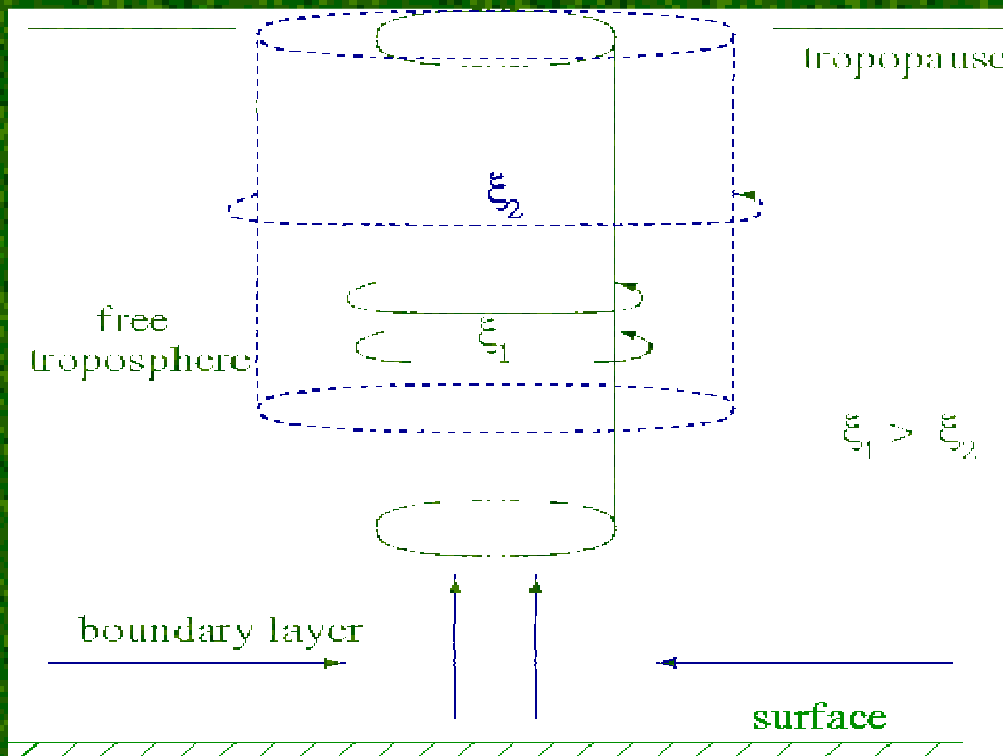 tropopause
ξ2
free
troposphere
ξ1
ξ1 > ξ2
boundary layer
surface